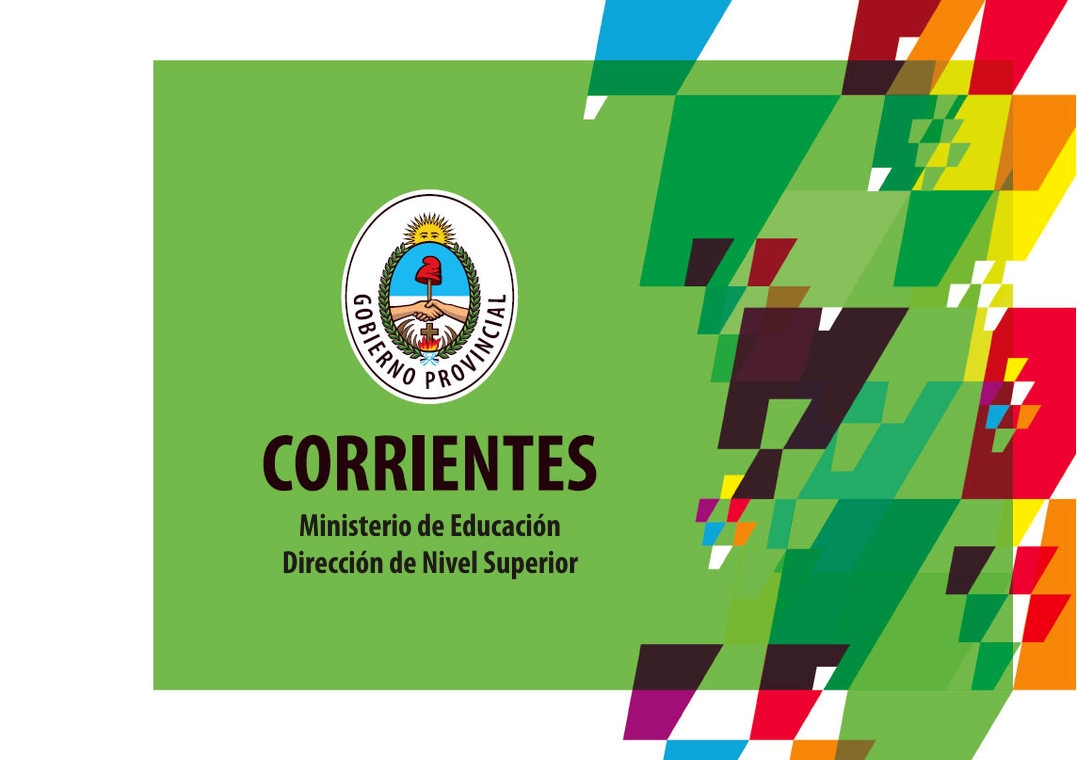 GOBIERNO PROVINCIAL
CORRIENTES
Ministerio de Educación
Dirección de Nivel Superior